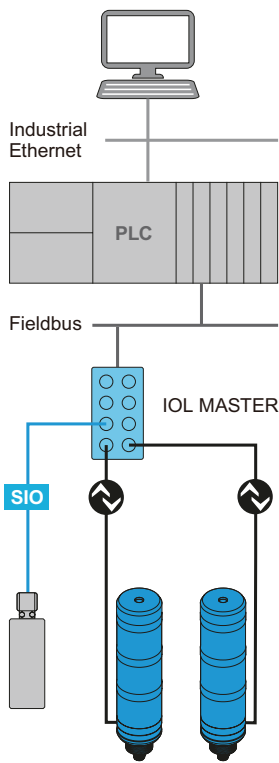 Industrial
Ethernet
PLC
Fieldbus
IOL MASTER
SIO